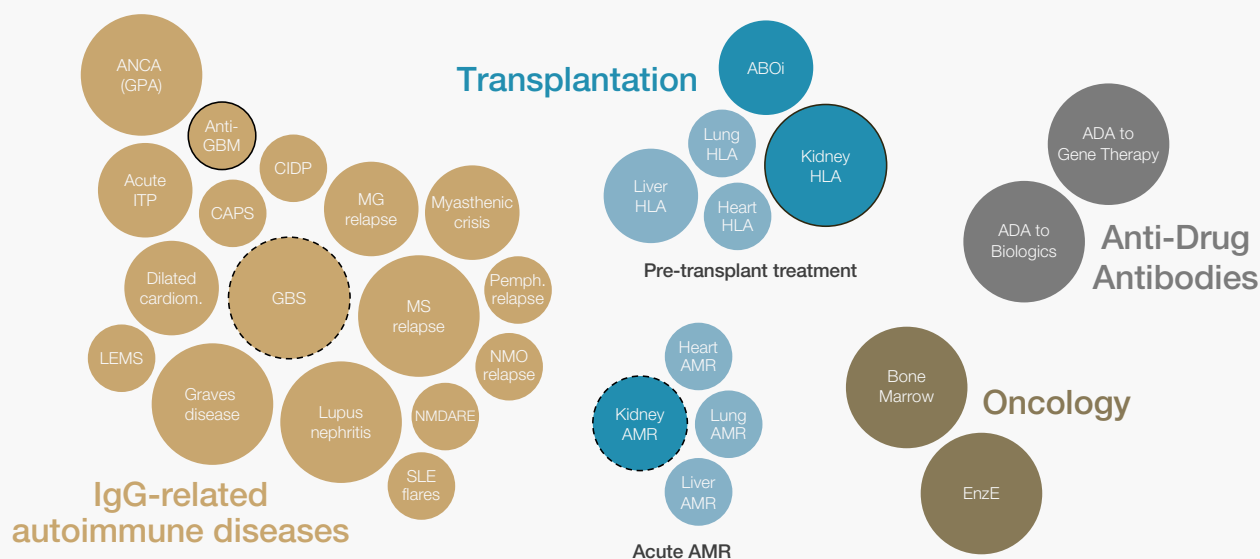 ANCA
(GPA)
Anti-
GBM
CIDP
Acute
ITP
CAPS
MG
relapse
Myasthenic
crisis
Dilated
cardiom.
GBS
MS
relapse
Pemph.
relapse
LEMS
NMO
relapse
Graves
disease
Lupus
nephritis
NMDARE
SLE
flares
IgG-related
autoimmune diseases
Transplantation
ABOi
Lung
HLA
Kidney
HLA
Liver
HLA
Heart
HLA
Pre-transplant treatment
Heart
AMR
Kidney
AMR
Lung
AMR
Liver
AMR
Acute AMR
ADA to
Gene Therapy
ADA to
Biologics
Anti-Drug
Antibodies
Bone
Marrow
Oncology
EnzE